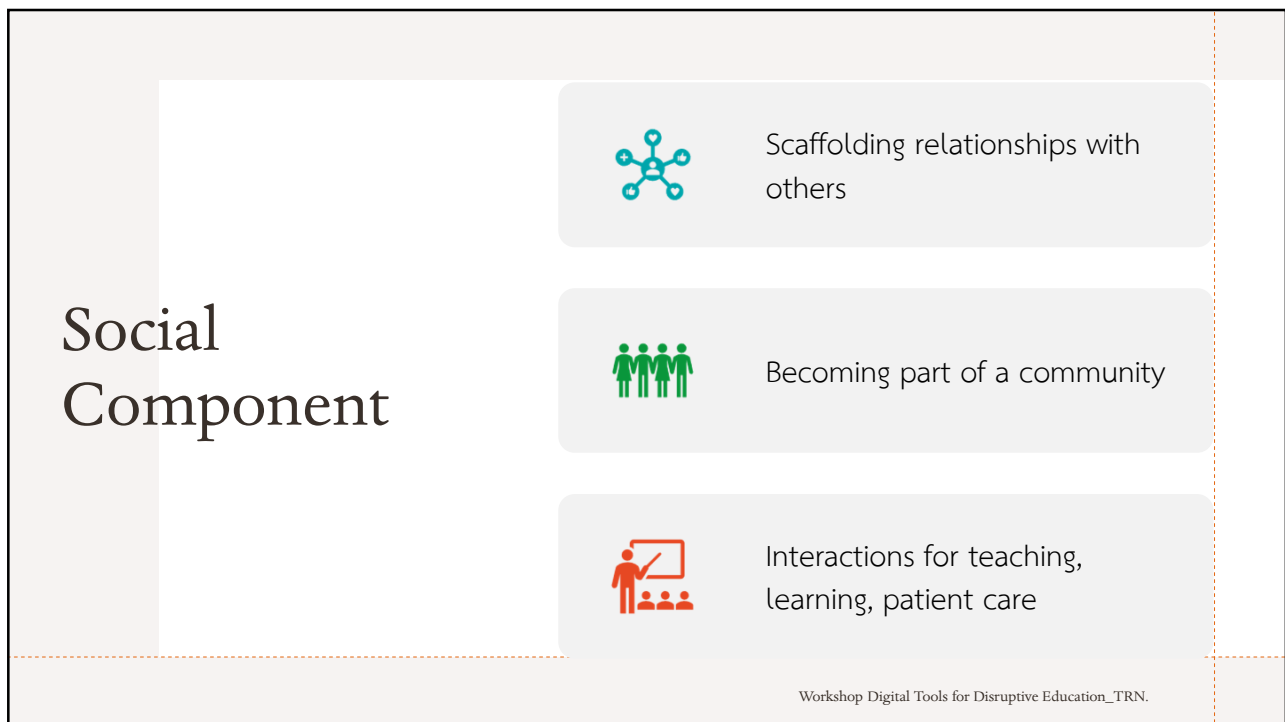 Social
Component
Scaffolding relationships with
others
Becoming part of a community
Interactions for teaching,
learning, patient care
Workshop Digital Tools for Disruptive Education_TRN.